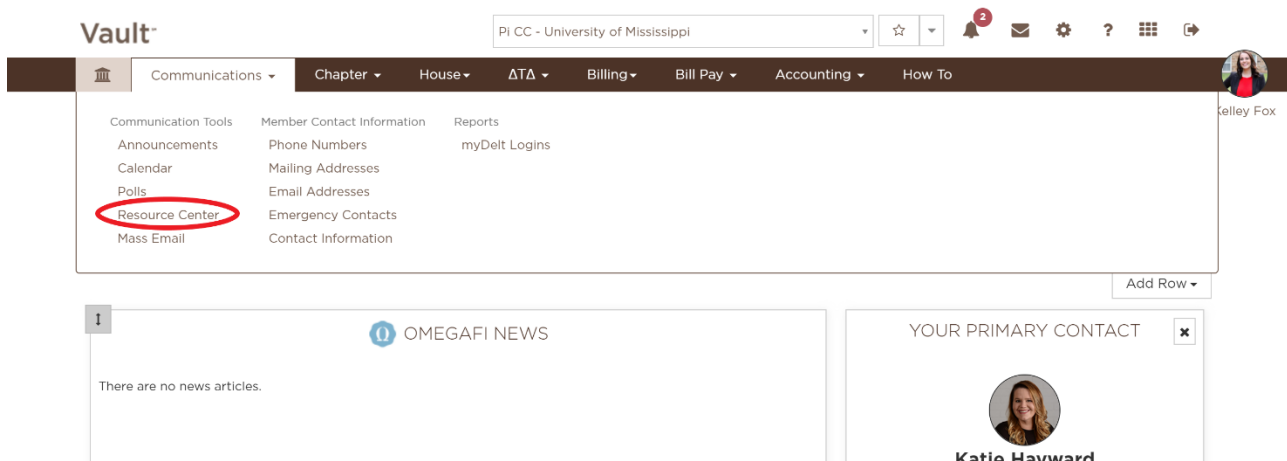 Vault™
Pi CC - University of Mississippi
2
?
Communications
Chapter
House
ΔΤΔ
Billing
Bill Pay
Accounting
How To
Kelley Fox
Communication Tools
Announcements
Calendar
Polls
Resource Center
Mass Email
Member Contact Information
Phone Numbers
Mailing Addresses
Email Addresses
Emergency Contacts
Contact Information
Reports
myDelt Logins
Add Row
Ω OMEGAFI NEWS
There are no news articles.
YOUR PRIMARY CONTACT
Katie Hayward